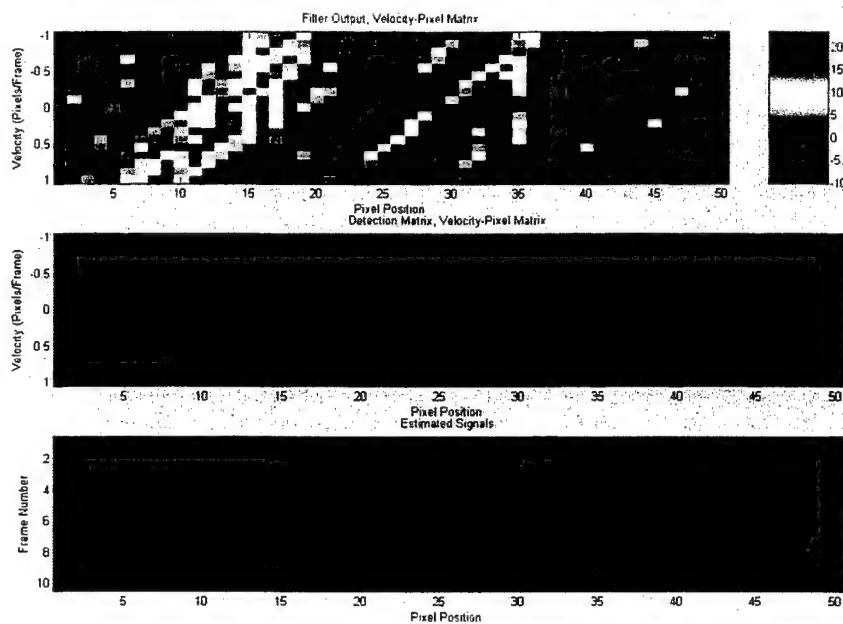 Filter Output, Velocity-Pixel Matrix
Velocity (Pixels/Frame)
-1
-0.5
0
0.5
1
5 10 15 20 25 30 35 40 45 50
Pixel Position
20
15
10
5
0
-5
-10
Detection Matrix, Velocity-Pixel Matrix
Velocity (Pixels/Frame)
-1
-0.5
0
0.5
1
5 10 15 20 25 30 35 40 45 50
Pixel Position
Estimated Signals
Frame Number
2
4
6
8
10
5 10 15 20 25 30 35 40 45 50
Pixel Position